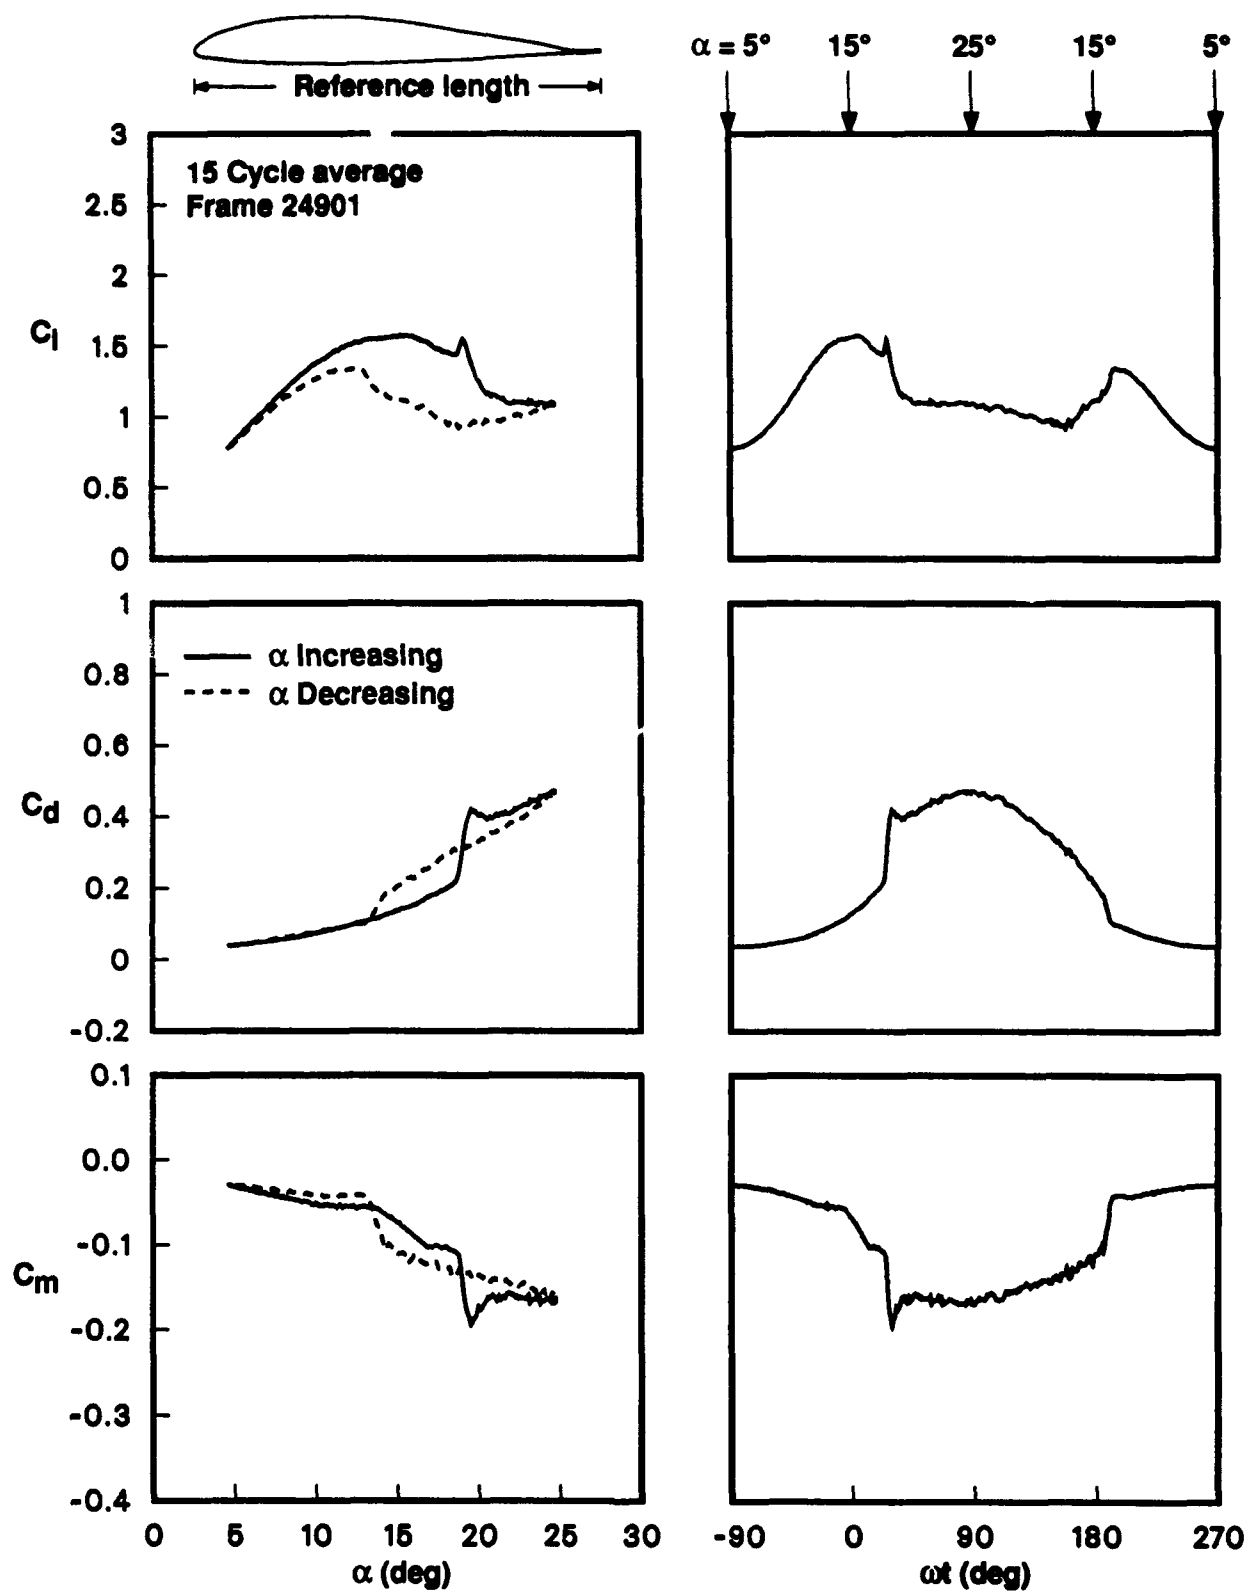 α = 5° 15° 25° 15° 5°
Reference length
15 Cycle average
Frame 24901
3
2.5
2
1.5
1
0.5
0
Cl
α Increasing
α Decreasing
1
0.8
0.6
0.4
0.2
0
-0.2
Cd
0.1
0.0
-0.1
-0.2
-0.3
-0.4
Cm
0 5 10 15 20 25 30
α (deg)
-90 0 90 180 270
ωt (deg)